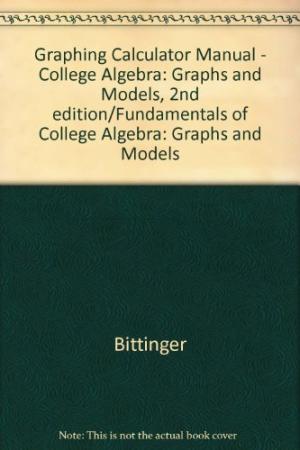 Graphing Calculator Manual -
College Algebra: Graphs and
Models, 2nd
edition/Fundamentals of
College Algebra: Graphs and
Models
Bittinger
Note: This is not the actual book cover